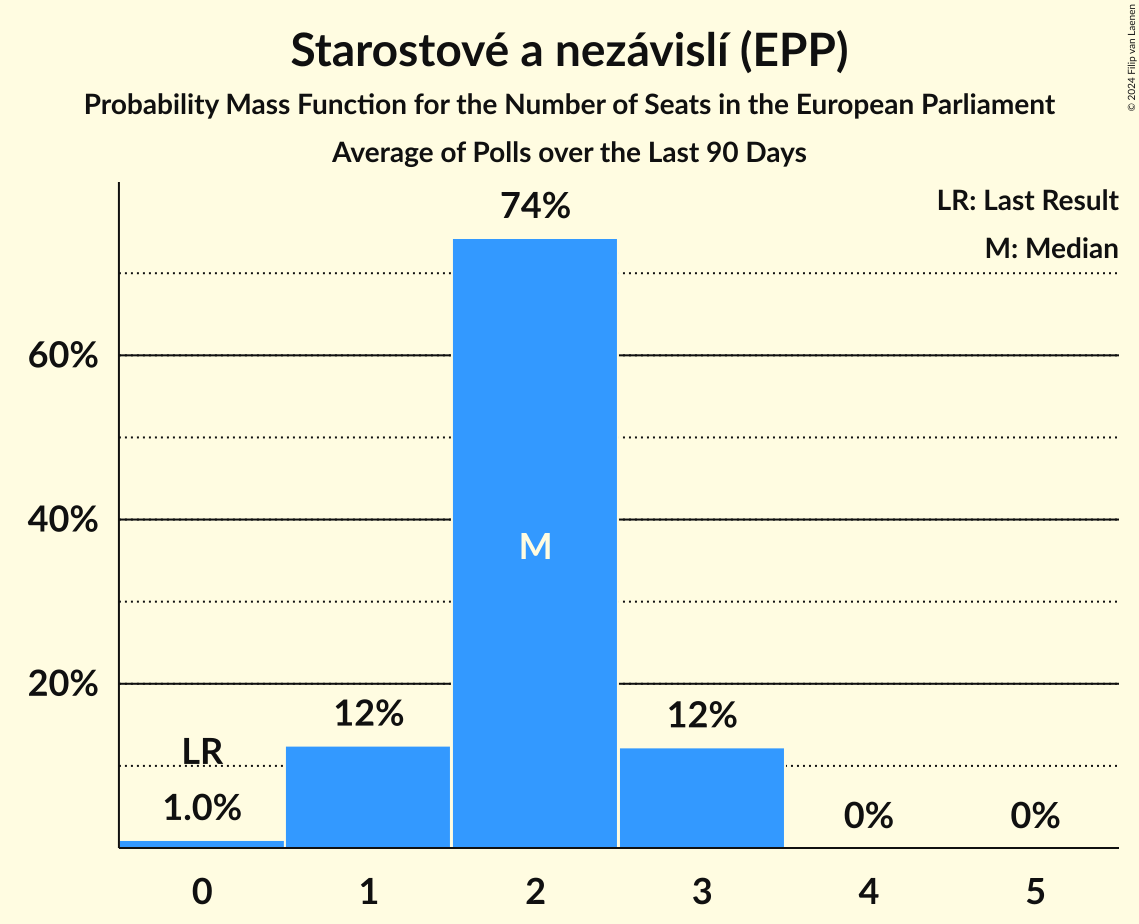 Starostové a nezávislí (EPP)
Probability Mass Function for the Number of Seats in the European Parliament
Average of Polls over the Last 90 Days
© 2024 Filip van Laenen
LR: Last Result
M: Median
74%
60%
40%
M
20%
12%
12%
LR
1.0%
0%
0%
0 1 2 3 4 5